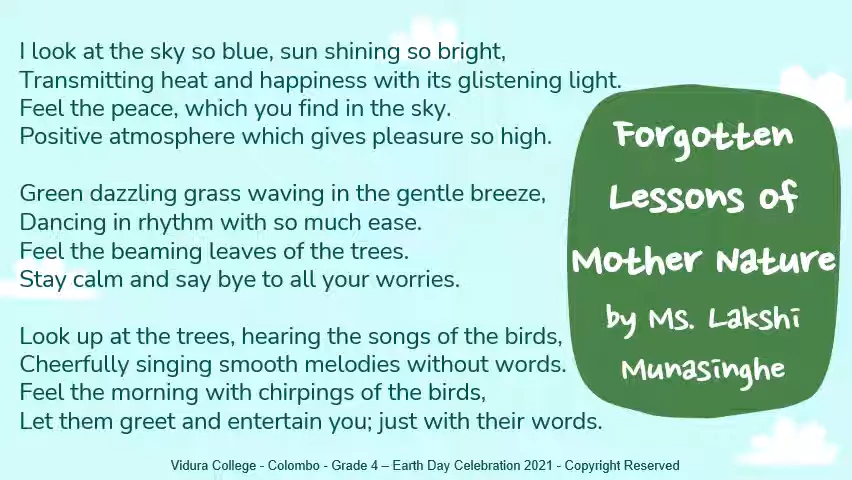 I look at the sky so blue, sun shining so bright,
Transmitting heat and happiness with its glistening light.
Feel the peace, which you find in the sky.
Positive atmosphere which gives pleasure so high.
Green dazzling grass waving in the gentle breeze,
Dancing in rhythm with so much ease.
Feel the beaming leaves of the trees.
Stay calm and say bye to all your worries.
Look up at the trees, hearing the songs of the birds,
Cheerfully singing smooth melodies without words.
Feel the morning with chirpings of the birds,
Let them greet and entertain you; just with their words.
Forgotten
Lessons of
Mother Nature
by Ms. Lakshi
Munasinghe
Vidura College - Colombo - Grade 4 – Earth Day Celebration 2021 - Copyright Reserved